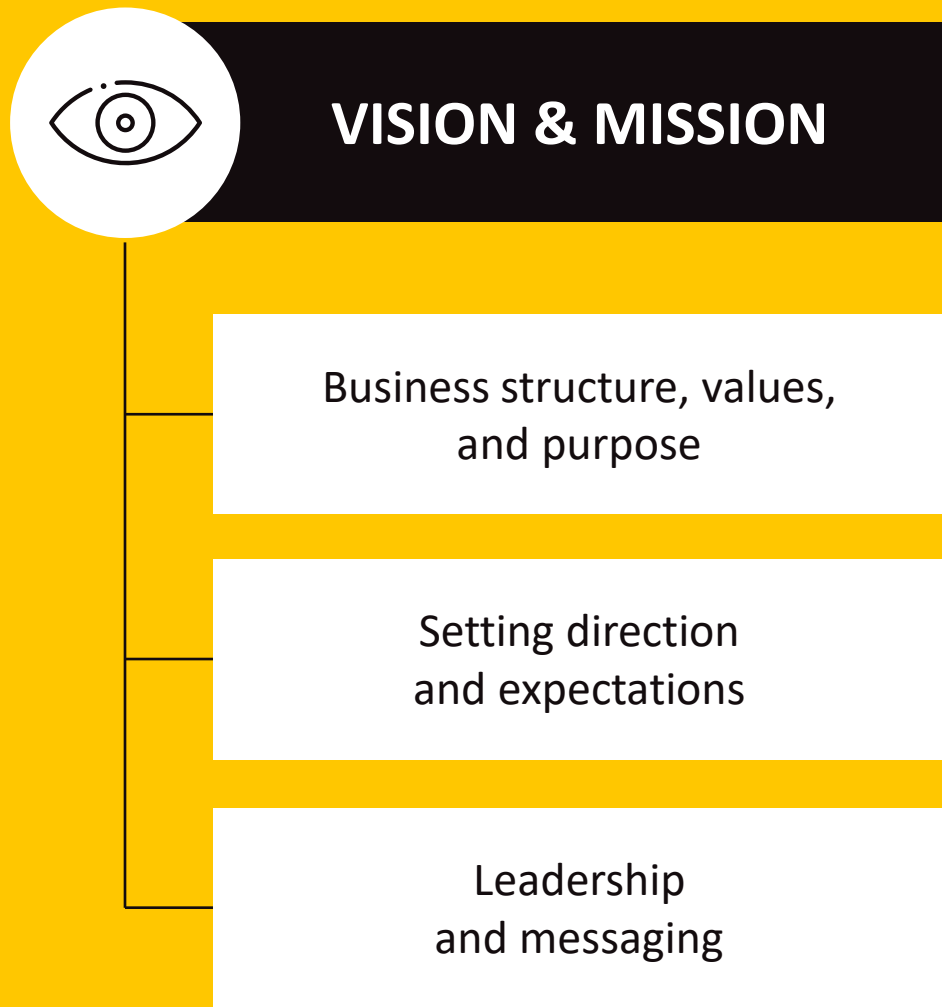 VISION & MISSION
Business structure, values,
and purpose
Setting direction
and expectations
Leadership
and messaging